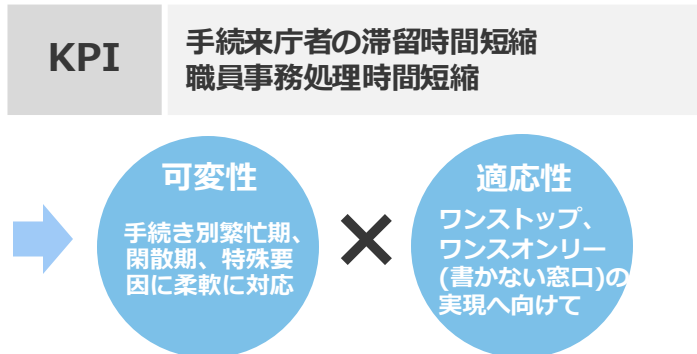 KPI
手続来庁者の滞留時間短縮
職員事務処理時間短縮
可変性
手続き別繁忙期、
閑散期、特殊要
因に柔軟に対応
×
適応性
ワンストップ、
ワンスオンリー
(書かない窓口)の
実現へ向けて